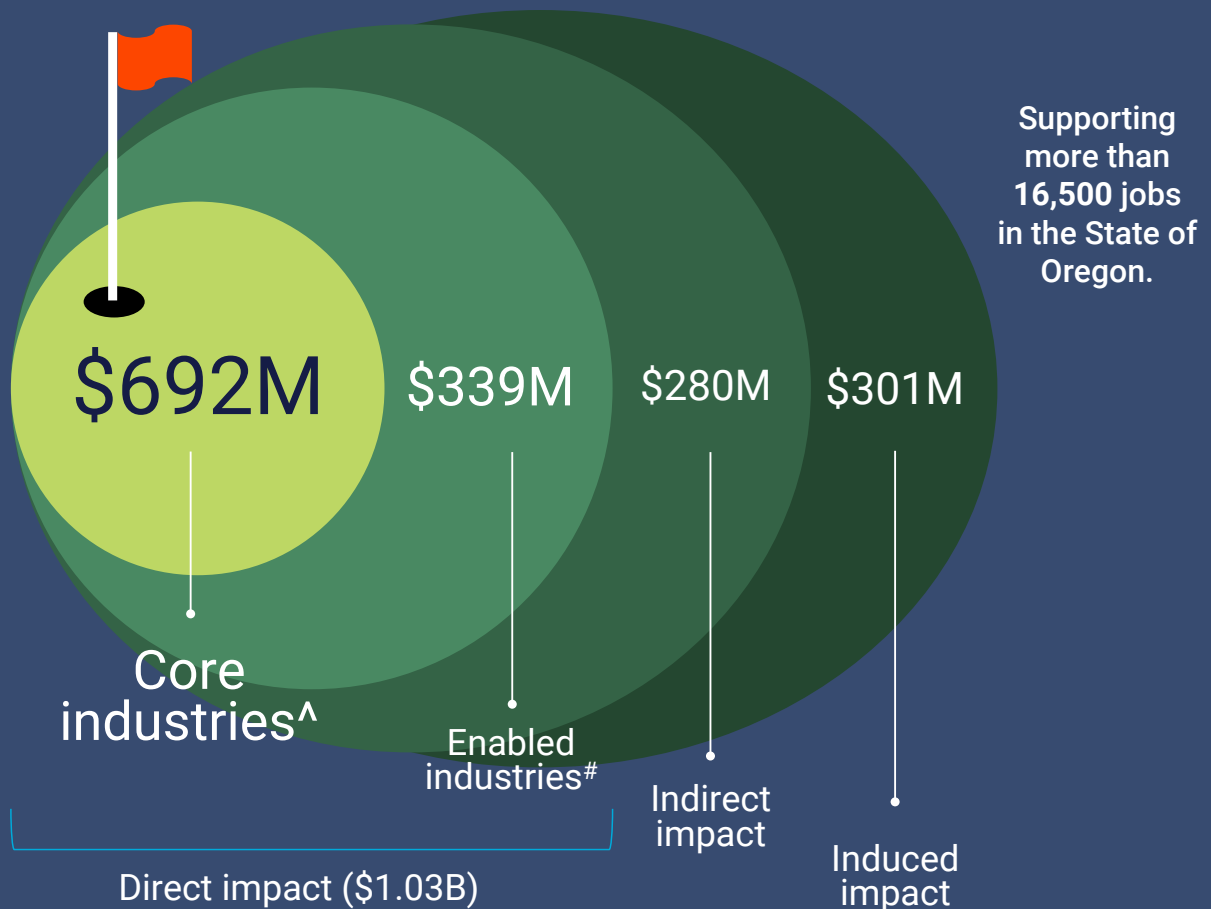 Supporting
more than
16,500 jobs
in the State of
Oregon.
$692M
$339M
$280M
$301M
Core
industries^
Enabled
industries#
Indirect
impact
Induced
impact
Direct impact ($1.03B)